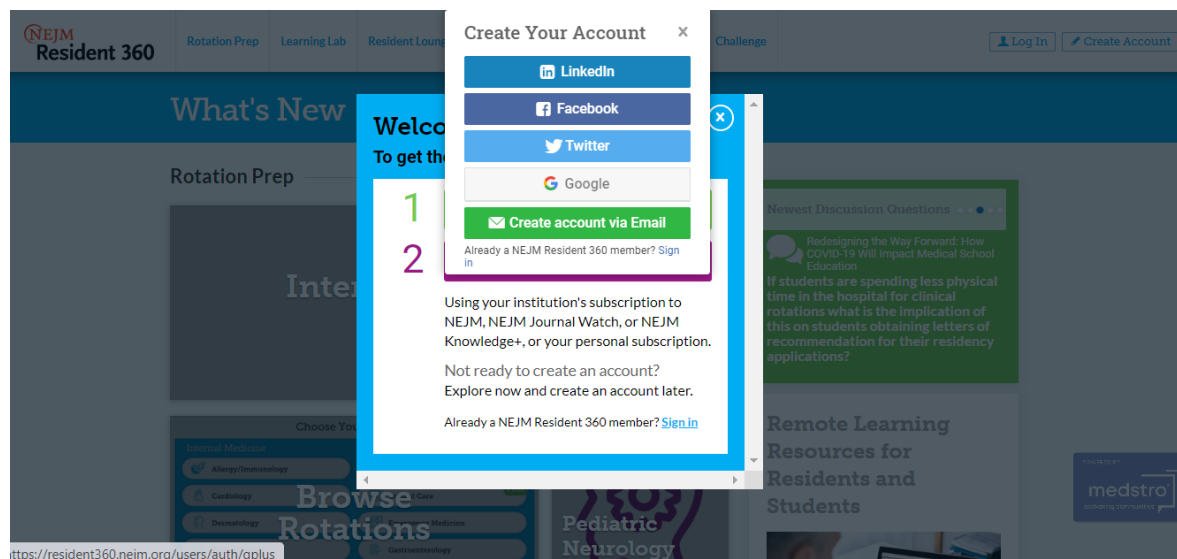 NEJM
Resident 360
Rotation Prep
Learning Lab
Resident Loung
Challenge
Log In
Create Account
Create Your Account
×
LinkedIn
Facebook
Twitter
Google
Create account via Email
Already a NEJM Resident 360 member? Sign
in
What's New
Welco
To get th
1
2
Using your institution's subscription to
NEJM, NEJM Journal Watch, or NEJM
Knowledge+, or your personal subscription.
Not ready to create an account?
Explore now and create an account later.
Already a NEJM Resident 360 member? Sign in
Rotation Prep
Inter
Choose You
Internal Medicine
Allergy/Immunology
Cardiology
Dermatology
Care
Emergency Medicine
Gastroenterology
Browse
Rotations
Pediatric
Neurology
Newest Discussion Questions
Redesigning the Way Forward: How
COVID-19 Will Impact Medical School
Education
If students are spending less physical
time in the hospital for clinical
rotations what is the implication of
this on students obtaining letters of
recommendation for their residency
applications?
Remote Learning
Resources for
Residents and
Students
POWERED BY
medstro
ttps://resident360.nejm.org/users/auth/gplus